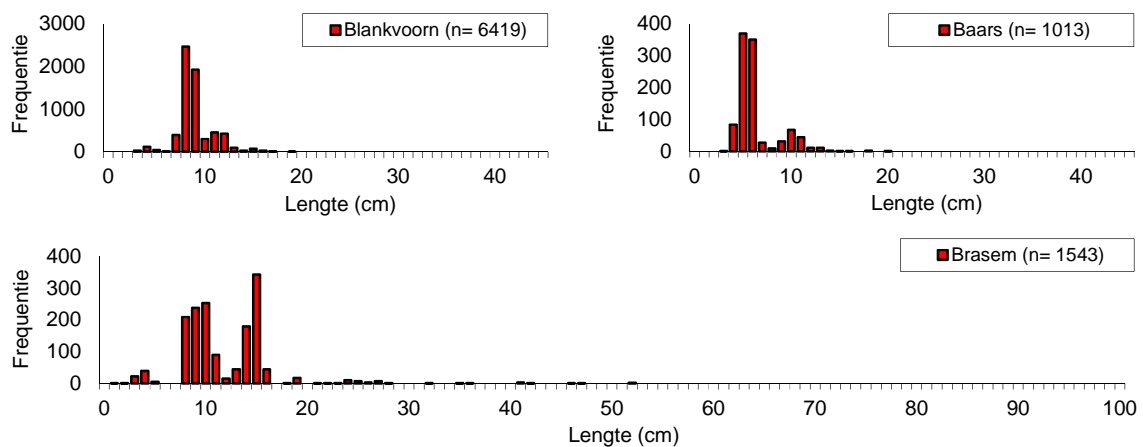 Blankvoorn (n= 6419)
Frequentie
3000
2000
1000
0
0 10 20 30 40
Lengte (cm)
Baars (n= 1013)
Frequentie
400
300
200
100
0
0 10 20 30 40
Lengte (cm)
Brasem (n= 1543)
Frequentie
400
300
200
100
0
0 10 20 30 40 50 60 70 80 90 100
Lengte (cm)